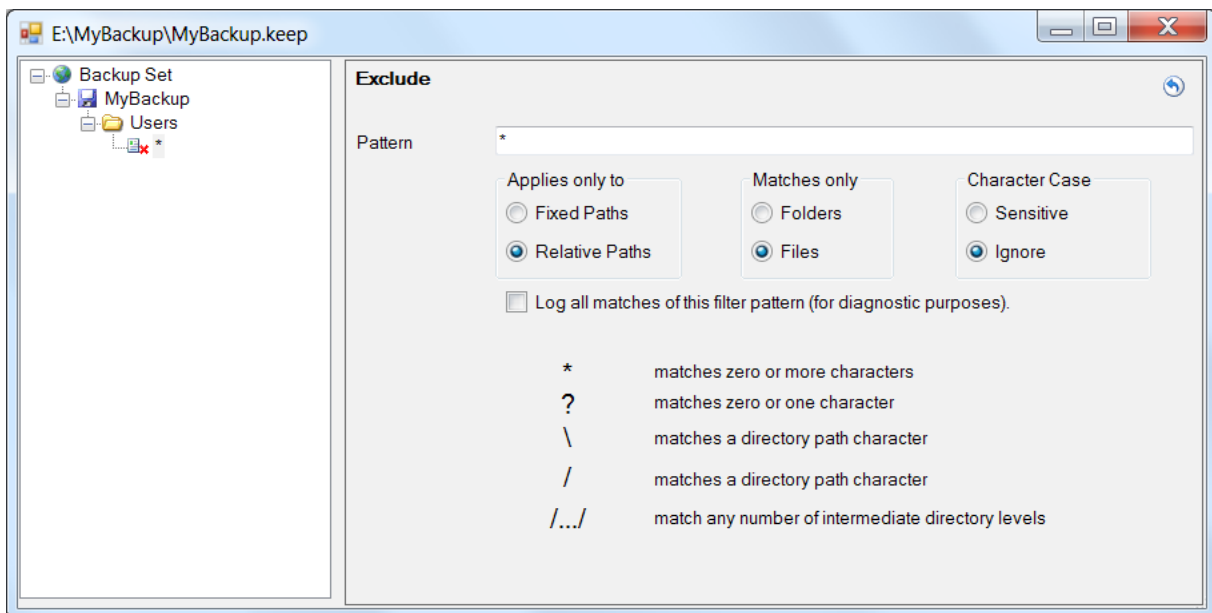 E:\MyBackup\MyBackup.keep
Backup Set
MyBackup
Users
*
Exclude
Pattern
*
Applies only to
Fixed Paths
Relative Paths
Matches only
Folders
Files
Character Case
Sensitive
Ignore
Log all matches of this filter pattern (for diagnostic purposes).
* matches zero or more characters
? matches zero or one character
\ matches a directory path character
/ matches a directory path character
/.../ match any number of intermediate directory levels